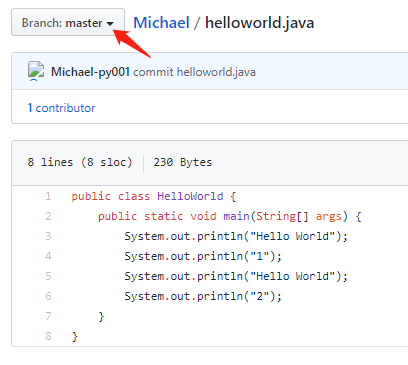 Branch: master Michael / helloworld.java
Michael-py001 commit helloworld.java
1 contributor
8 lines (8 sloc) 230 Bytes
1 public class HelloWorld {
2 public static void main(String[] args) {
3 System.out.println("Hello World");
4 System.out.println("1");
5 System.out.println("Hello World");
6 System.out.println("2");
7 }
8 }